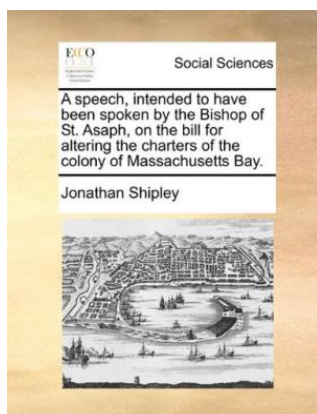 ECCO
Social Sciences
A speech, intended to have
been spoken by the Bishop of
St. Asaph, on the bill for
altering the charters of the
colony of Massachusetts Bay.
Jonathan Shipley